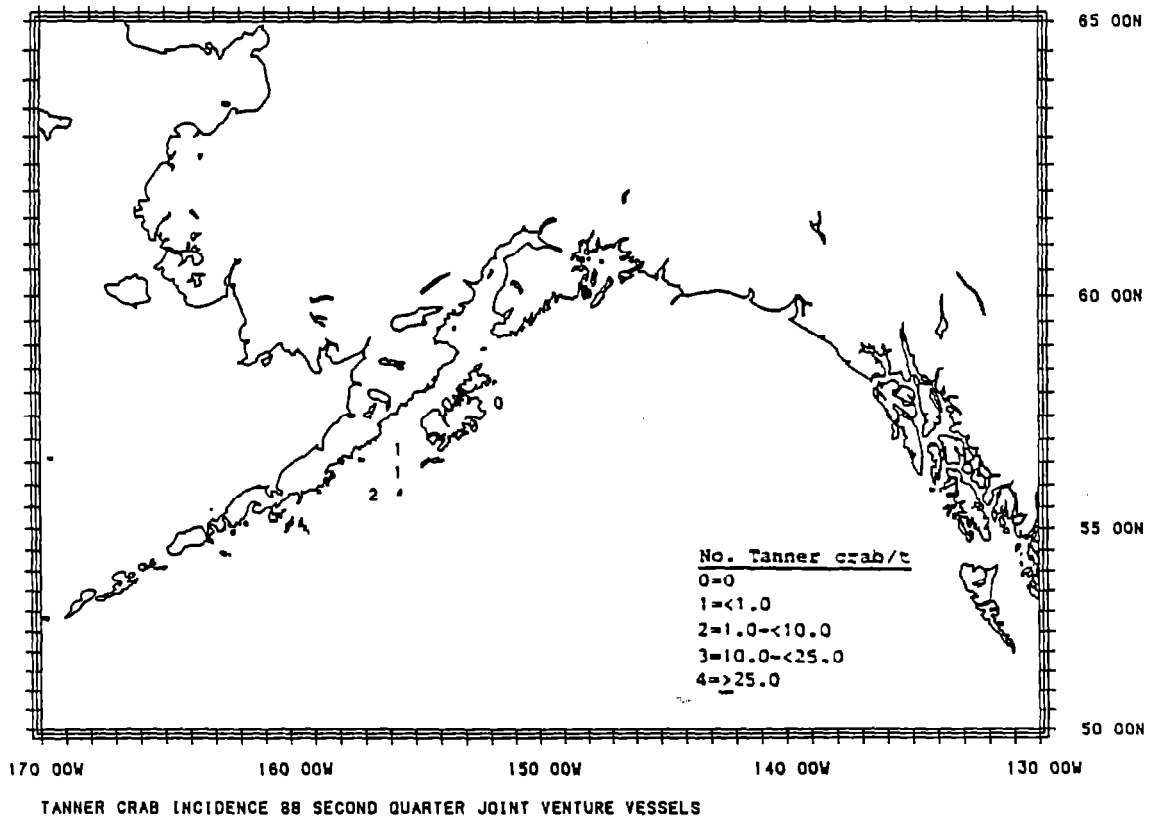 65 00N
60 00N
0
1
1
2
55 00N
No. Tanner crab/t
0=0
1=<1.0
2=1.0-<10.0
3=10.0-<25.0
4=≥25.0
50 00N
170 00W 160 00W 150 00W 140 00W 130 00W
TANNER CRAB INCIDENCE 88 SECOND QUARTER JOINT VENTURE VESSELS